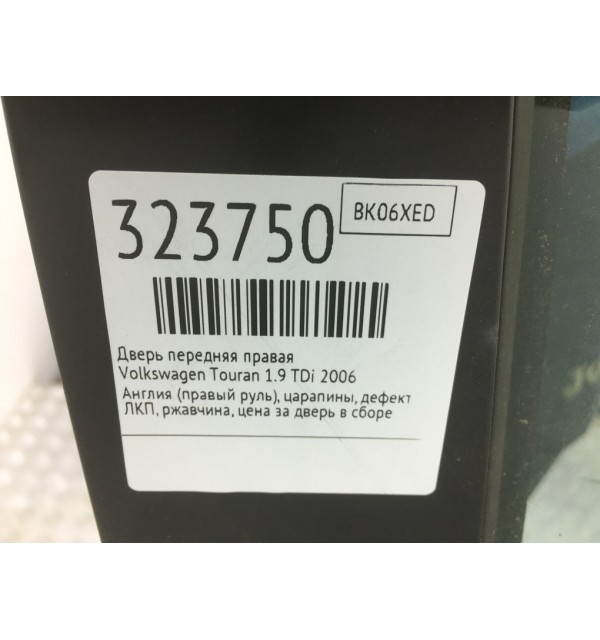 323750
BK06XED
Дверь передняя правая
Volkswagen Touran 1.9 TDi 2006
Англия (правый руль), царапины, дефект
ЛКП, ржавчина, цена за дверь в сборе